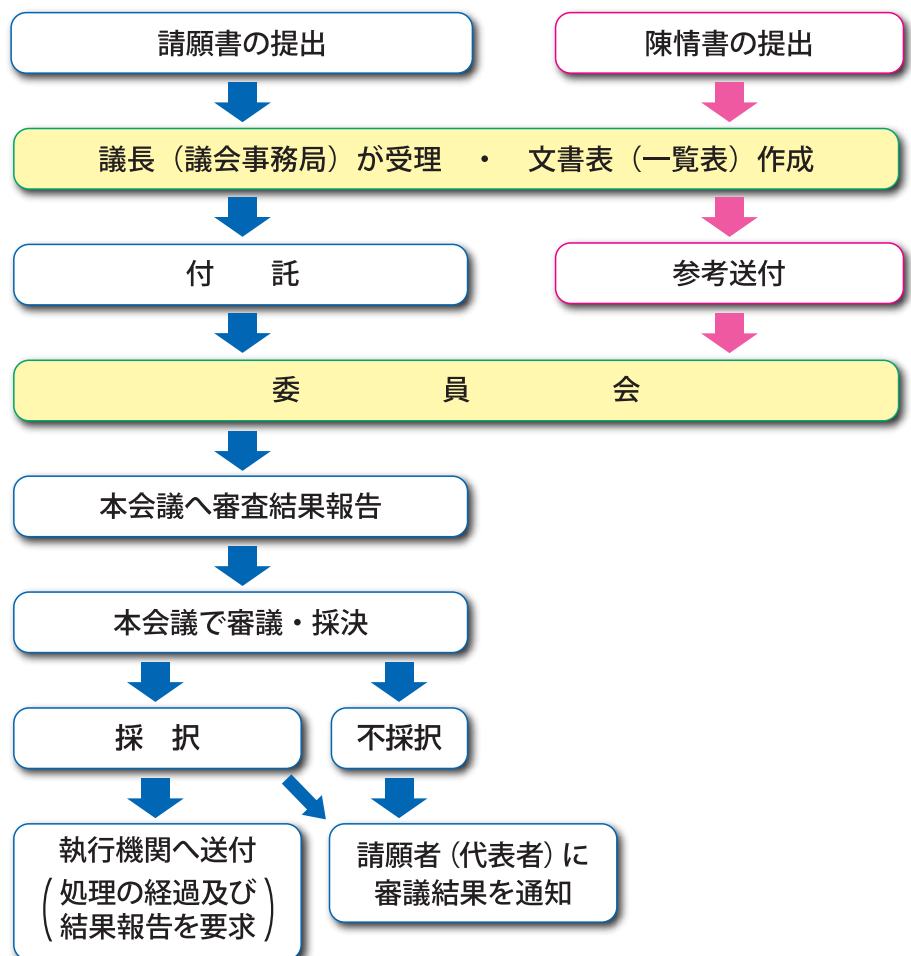 請願書の提出
陳情書の提出
議長（議会事務局）が受理　・　文書表（一覧表）作成
付　　託
参考送付
委　　　　　員　　　　　会
本会議へ審査結果報告
本会議で審議・採決
採　択
不採択
執行機関へ送付
（処理の経過及び
結果報告を要求）
請願者（代表者）に
審議結果を通知